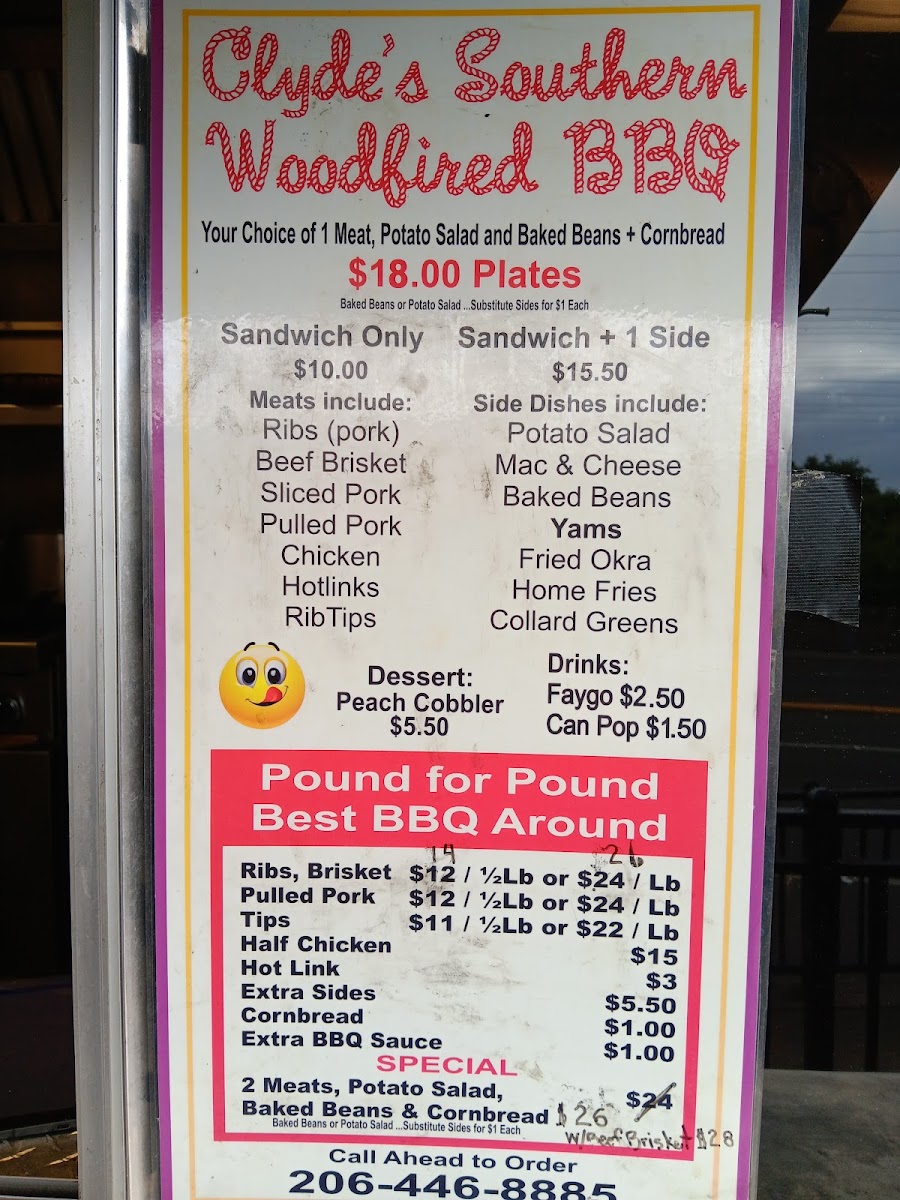 Clyde's Southern
Woodfired BBQ
Your Choice of 1 Meat, Potato Salad and Baked Beans + Cornbread
$18.00 Plates
Baked Beans or Potato Salad ...Substitute Sides for $1 Each
Sandwich Only
$10.00
Meats include:
Ribs (pork)
Beef Brisket
Sliced Pork
Pulled Pork
Chicken
Hotlinks
RibTips
Sandwich + 1 Side
$15.50
Side Dishes include:
Potato Salad
Mac & Cheese
Baked Beans
Yams
Fried Okra
Home Fries
Collard Greens
Dessert:
Peach Cobbler
$5.50
Drinks:
Faygo $2.50
Can Pop $1.50
Pound for Pound
Best BBQ Around
14 26
Ribs, Brisket $12 / ½Lb or $24 / Lb
Pulled Pork $12 / ½Lb or $24 / Lb
Tips $11 / ½Lb or $22 / Lb
Half Chicken $15
Hot Link $3
Extra Sides $5.50
Cornbread $1.00
Extra BBQ Sauce $1.00
SPECIAL
2 Meats, Potato Salad,
Baked Beans & Cornbread $24
$26
Baked Beans or Potato Salad ...Substitute Sides for $1 Each
W/Beef Brisket $28
Call Ahead to Order
206-446-8885